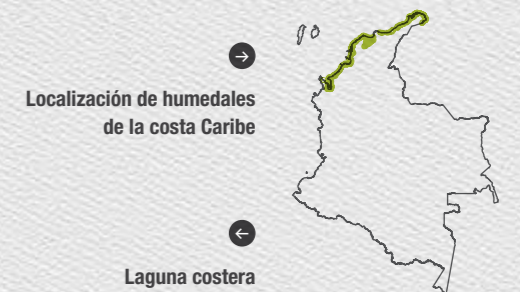 Localización de humedales
de la costa Caribe
Laguna costera